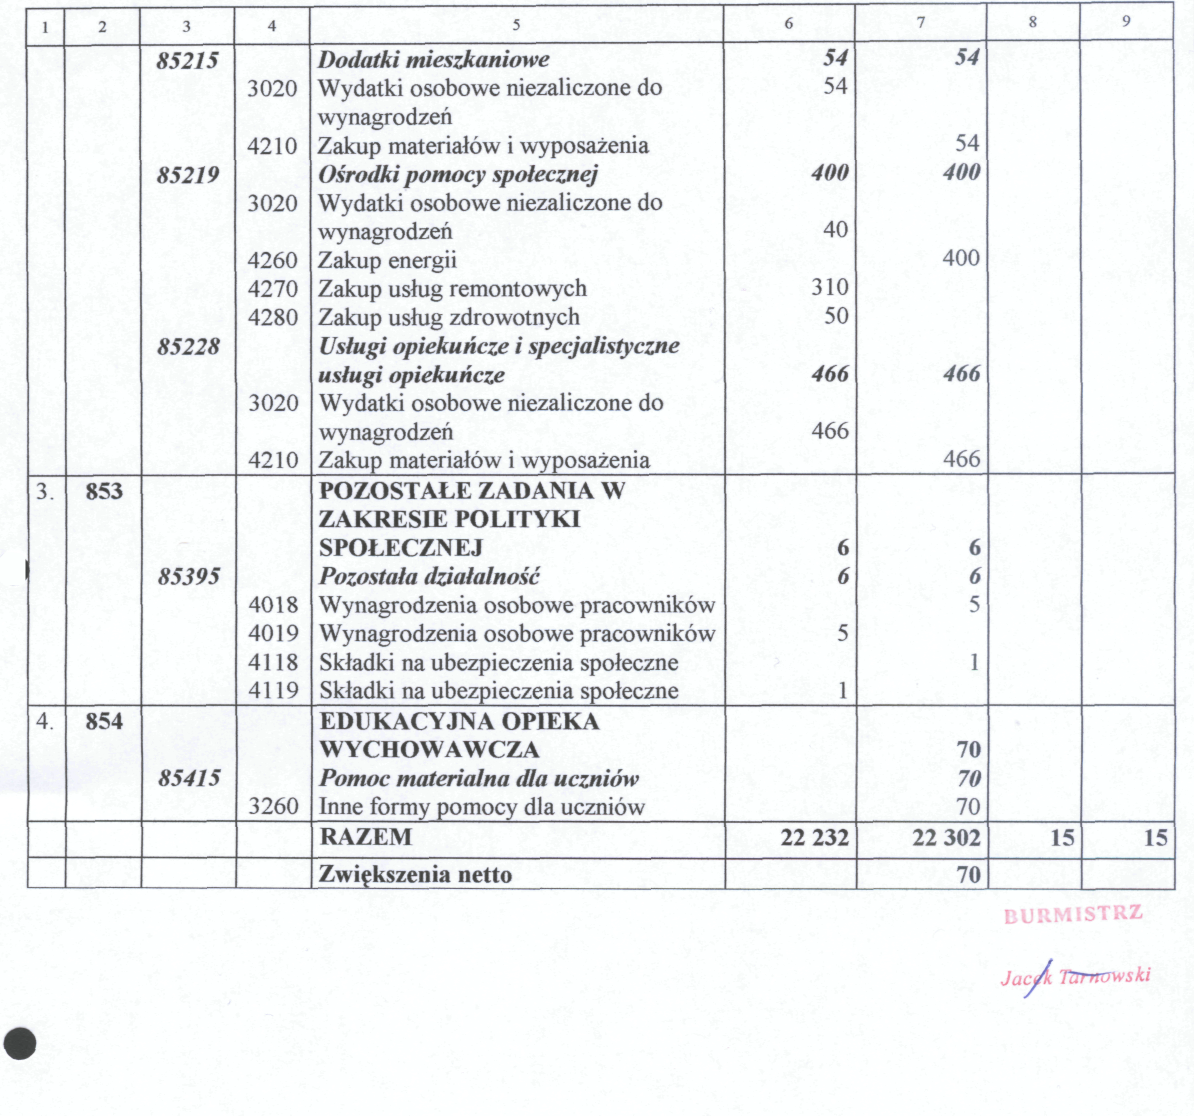 1 2 3 4 5 6 7 8 9
85215 Dodatki mieszkaniowe 54 54
3020 Wydatki osobowe niezaliczone do
wynagrodzeń 54
4210 Zakup materiałów i wyposażenia 54
85219 Ośrodki pomocy społecznej 400 400
3020 Wydatki osobowe niezaliczone do
wynagrodzeń 40
4260 Zakup energii 400
4270 Zakup usług remontowych 310
4280 Zakup usług zdrowotnych 50
85228 Usługi opiekuńcze i specjalistyczne
usługi opiekuńcze 466 466
3020 Wydatki osobowe niezaliczone do
wynagrodzeń 466
4210 Zakup materiałów i wyposażenia 466
3. 853 POZOSTAŁE ZADANIA W
ZAKRESIE POLITYKI
SPOŁECZNEJ 6 6
85395 Pozostała działalność 6 6
4018 Wynagrodzenia osobowe pracowników 5
4019 Wynagrodzenia osobowe pracowników 5
4118 Składki na ubezpieczenia społeczne 1
4119 Składki na ubezpieczenia społeczne 1
4. 854 EDUKACYJNA OPIEKA
WYCHOWAWCZA 70
85415 Pomoc materialna dla uczniów 70
3260 Inne formy pomocy dla uczniów 70
RAZEM 22 232 22 302 15 15
Zwiększenia netto 70
BURMISTRZ
Jacek Tarnowski